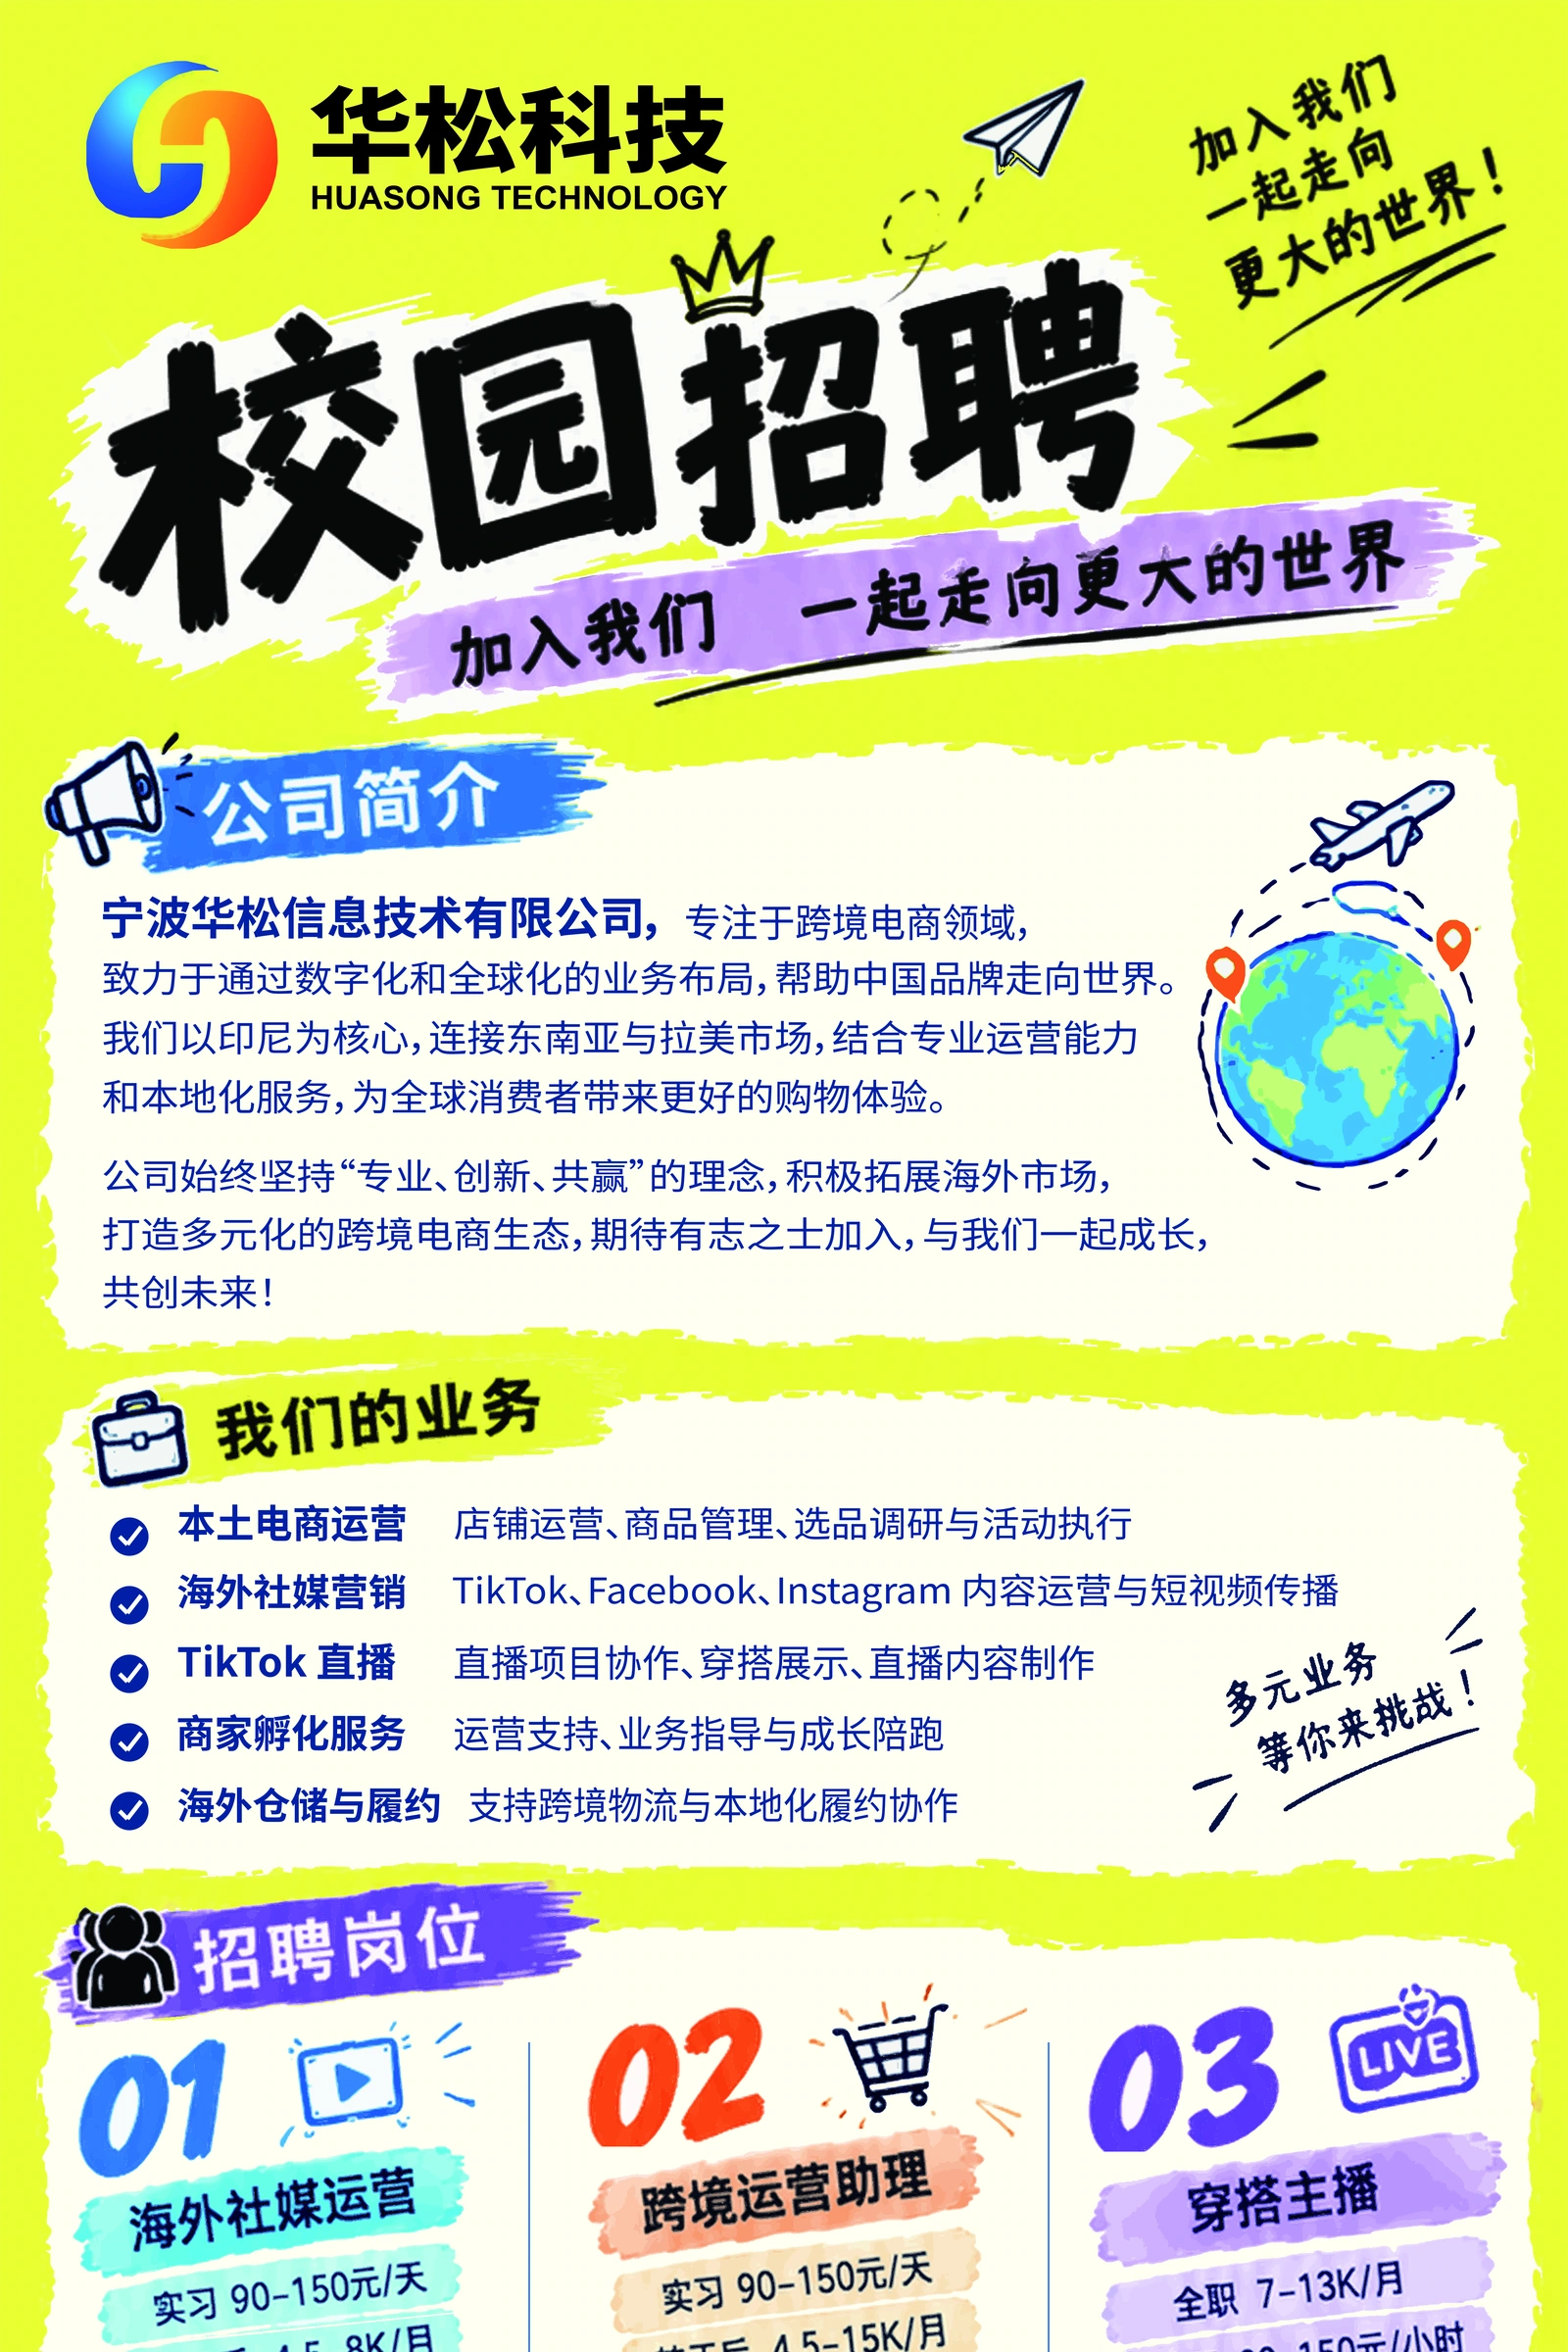 华松科技
HUASONG TECHNOLOGY
加入我们
一起走向
更大的世界！
校园招聘
加入我们 一起走向更大的世界
公司简介
宁波华松信息技术有限公司，专注于跨境电商领域，
致力于通过数字化和全球化的业务布局，帮助中国品牌走向世界。
我们以印尼为核心，连接东南亚与拉美市场，结合专业运营能力
和本地化服务，为全球消费者带来更好的购物体验。
公司始终坚持“专业、创新、共赢”的理念，积极拓展海外市场，
打造多元化的跨境电商生态，期待有志之士加入，与我们一起成长，
共创未来！
我们的业务
本土电商运营 店铺运营、商品管理、选品调研与活动执行
海外社媒营销 TikTok、Facebook、Instagram 内容运营与短视频传播
TikTok 直播 直播项目协作、穿搭展示、直播内容制作
商家孵化服务 运营支持、业务指导与成长陪跑
海外仓储与履约 支持跨境物流与本地化履约协作
多元业务
等你来挑战！
招聘岗位
01
海外社媒运营
实习 90-150元/天
4.5-8K/月
02
跨境运营助理
实习 90-150元/天
转正后 4.5-15K/月
03
LIVE
穿搭主播
全职 7-13K/月
150元/小时